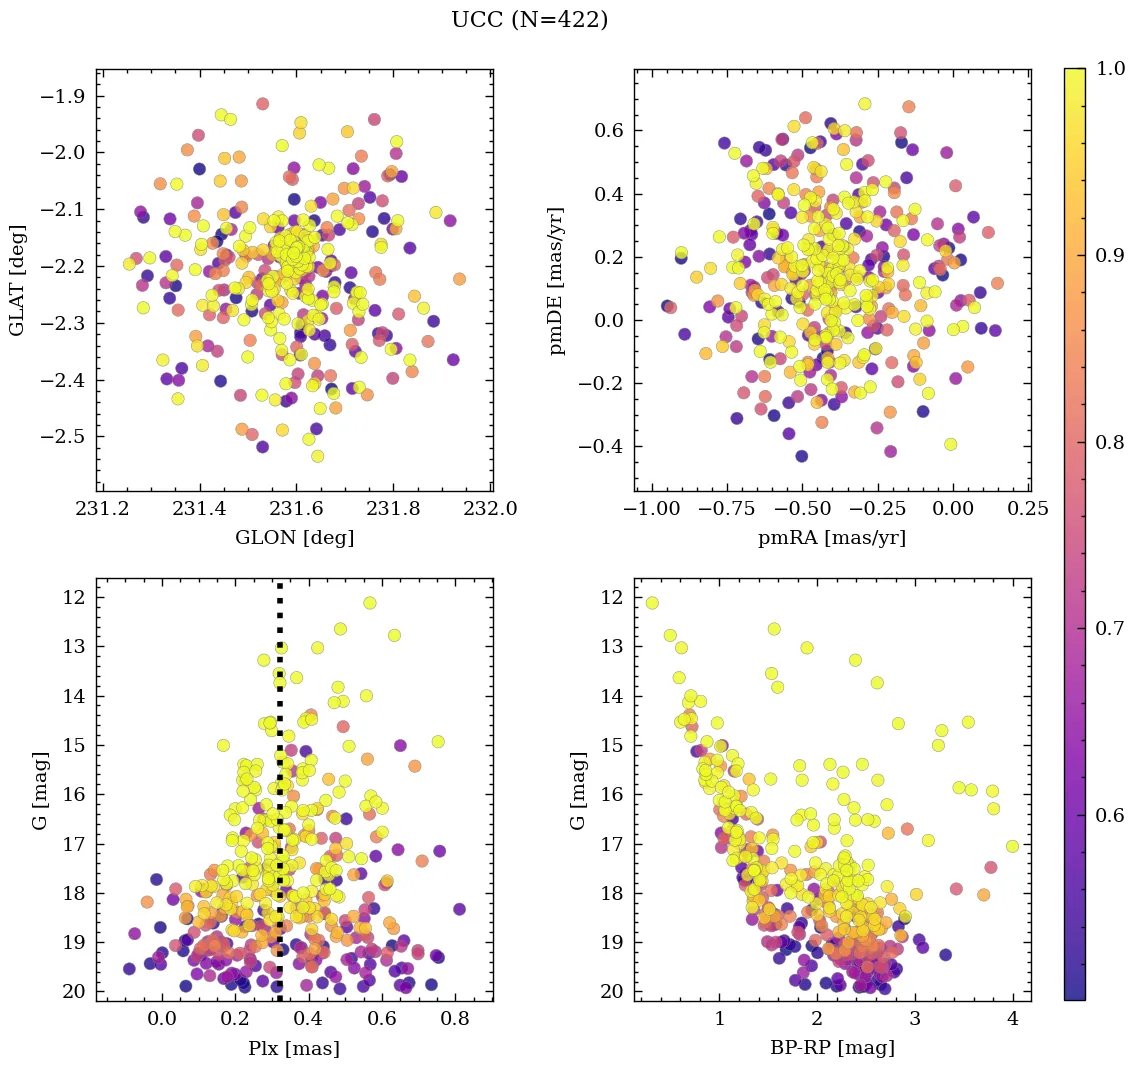 UCC (N=422)
−1.9
−2.0
−2.1
−2.2
−2.3
−2.4
−2.5
GLAT [deg]
231.2 231.4 231.6 231.8 232.0
GLON [deg]
0.6
0.4
0.2
0.0
−0.2
−0.4
pmDE [mas/yr]
−1.00 −0.75 −0.50 −0.25 0.00 0.25
pmRA [mas/yr]
12
13
14
15
16
17
18
19
20
G [mag]
0.0 0.2 0.4 0.6 0.8
Plx [mas]
12
13
14
15
16
17
18
19
20
G [mag]
1 2 3 4
BP-RP [mag]
1.0
0.9
0.8
0.7
0.6